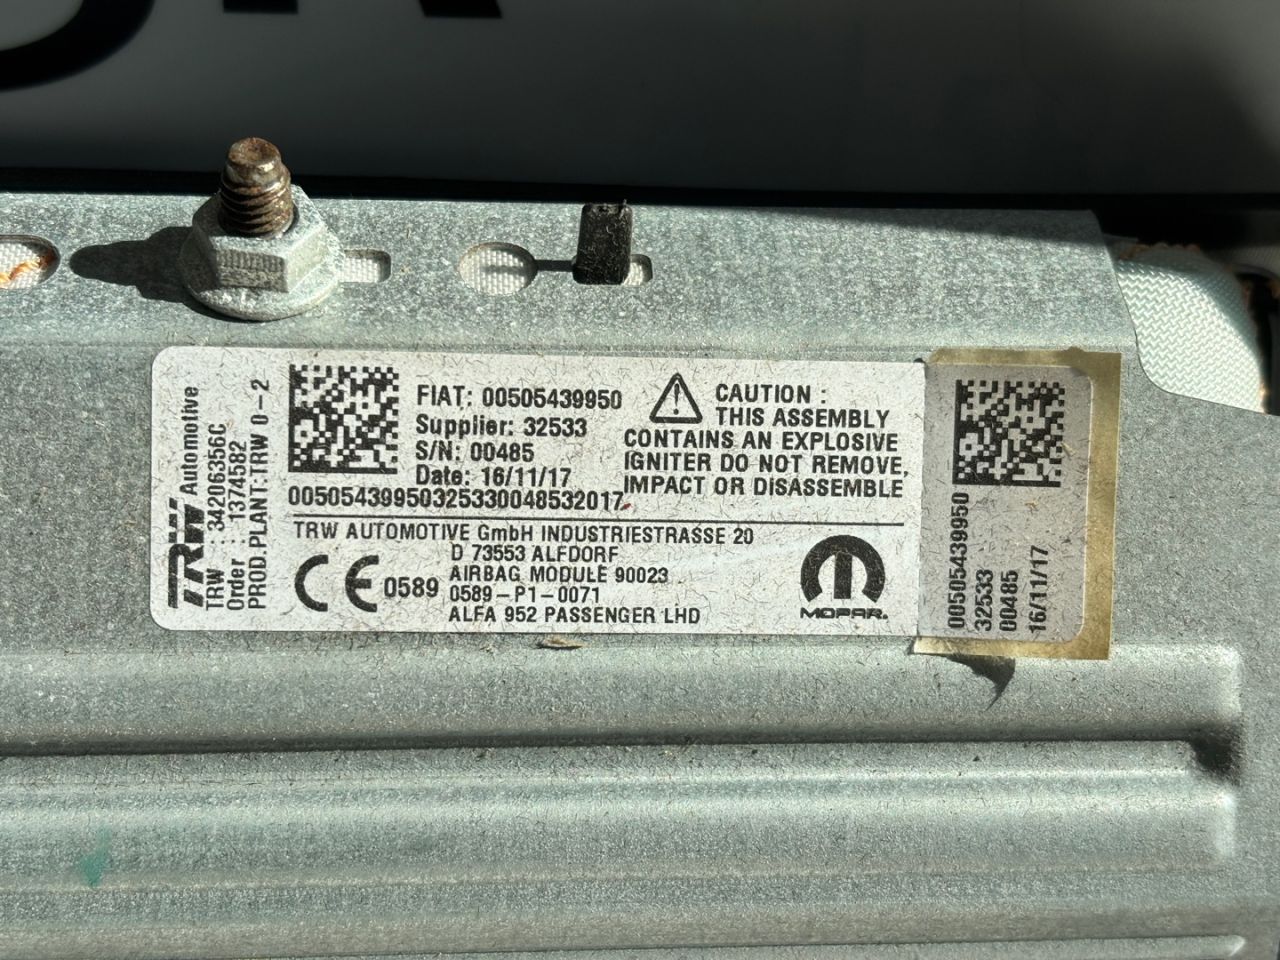 TRW Automotive
TRW : 34206356C
Order : 1374582
PROD.PLANT:TRW 0-2
FIAT: 00505439950
Supplier: 32533
S/N: 00485
Date: 16/11/17
00505439950325330048532017
CAUTION :
THIS ASSEMBLY
CONTAINS AN EXPLOSIVE
IGNITER DO NOT REMOVE,
IMPACT OR DISASSEMBLE
TRW AUTOMOTIVE GmbH INDUSTRIESTRASSE 20
D 73553 ALFDORF
AIRBAG MODULE 90023
CE 0589 0589-P1-0071
ALFA 952 PASSENGER LHD
MOPAR.
00505439950
32533
00485
16/11/17